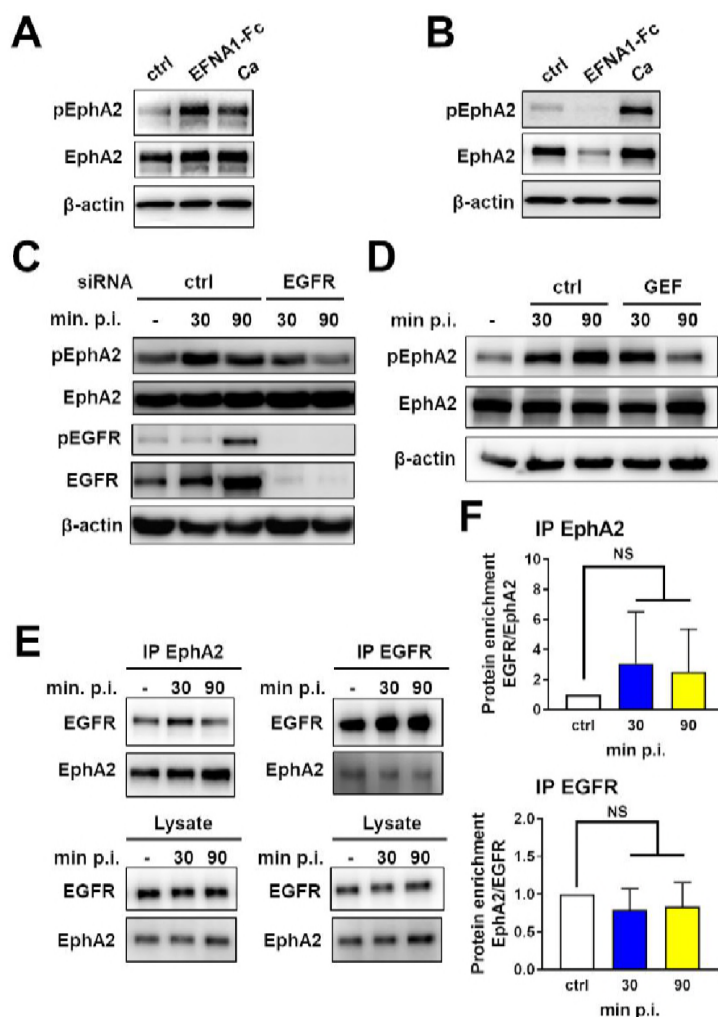 A
ctrl EFNA1-Fc Ca
pEphA2
EphA2
β-actin
B
ctrl EFNA1-Fc Ca
pEphA2
EphA2
β-actin
C
siRNA ctrl EGFR
min. p.i. - 30 90 30 90
pEphA2
EphA2
pEGFR
EGFR
β-actin
D
ctrl GEF
min p.i. - 30 90 30 90
pEphA2
EphA2
β-actin
E
IP EphA2
min. p.i. - 30 90
EGFR
EphA2
Lysate
min p.i. - 30 90
EGFR
EphA2
IP EGFR
min. p.i. - 30 90
EGFR
EphA2
Lysate
min p.i. - 30 90
EGFR
EphA2
F
IP EphA2
Protein enrichment
EGFR/EphA2
10
8
6
4
2
0
NS
ctrl 30 90
min p.i.
IP EGFR
Protein enrichment
EphA2/EGFR
2.0
1.5
1.0
0.5
0.0
NS
ctrl 30 90
min p.i.